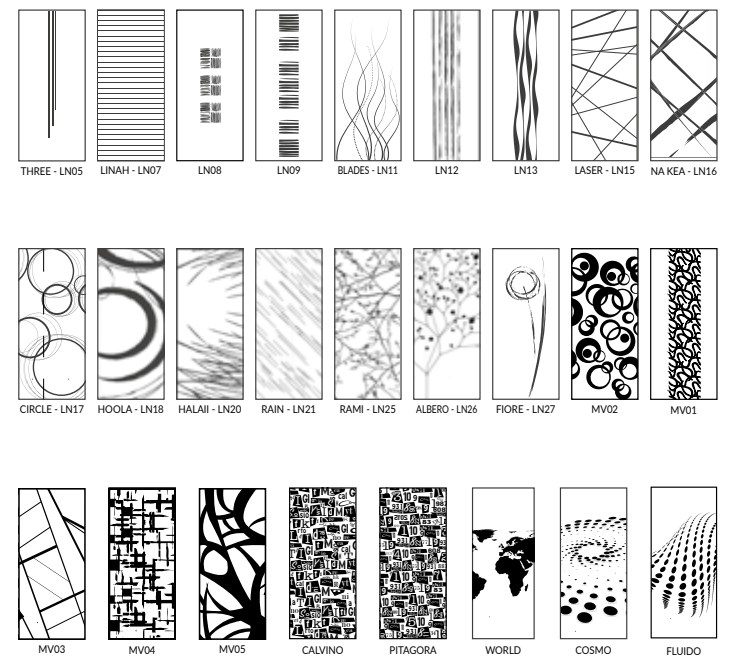 THREE - LN05 LINAH - LN07 LN08 LN09 BLADES - LN11 LN12 LN13 LASER - LN15 NA KEA - LN16
CIRCLE - LN17 HOOLA - LN18 HALAII - LN20 RAIN - LN21 RAMI - LN25 ALBERO - LN26 FIORE - LN27 MV02 MV01
MV03 MV04 MV05 CALVINO PITAGORA WORLD COSMO FLUIDO